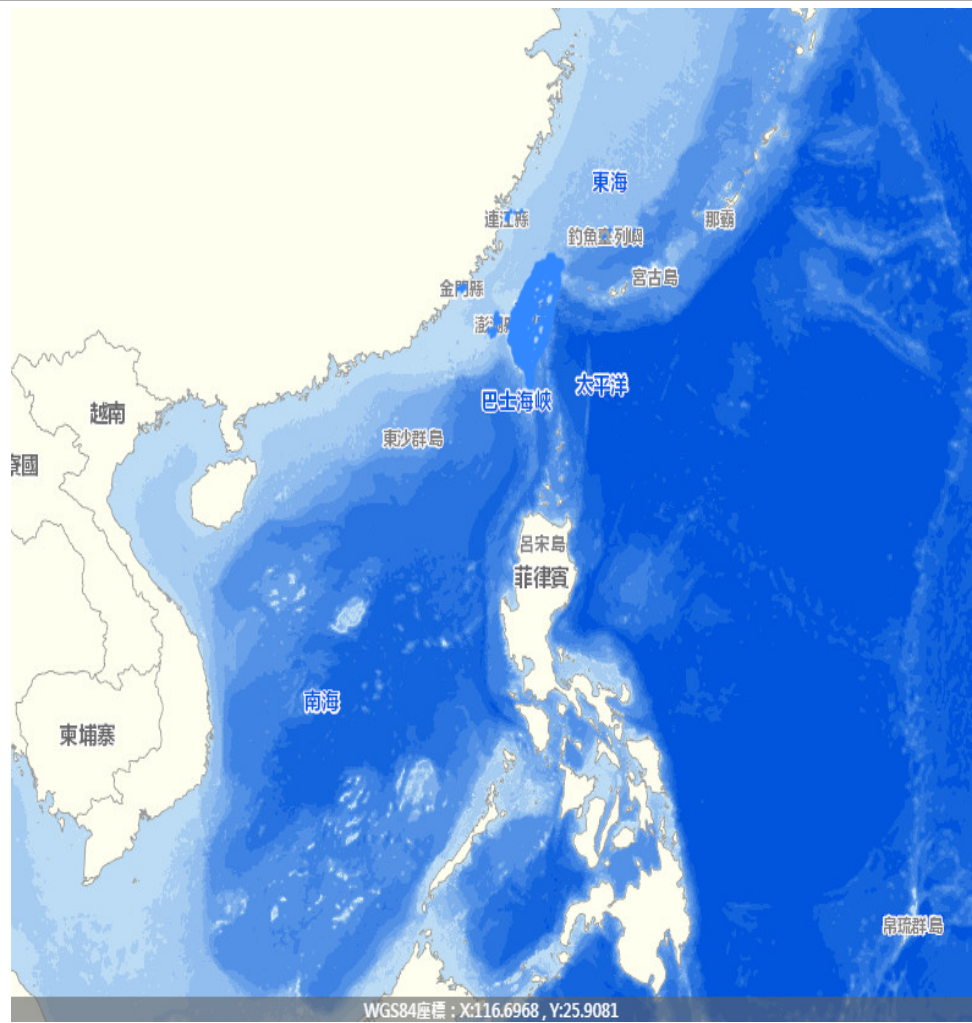 東海
連江縣
那霸
釣魚臺列嶼
宮古島
金門縣
澎湖縣
太平洋
巴士海峽
越南
東沙群島
寮國
呂宋島
菲律賓
南海
柬埔寨
帛琉群島
WGS84座標 : X:116.6968 , Y:25.9081